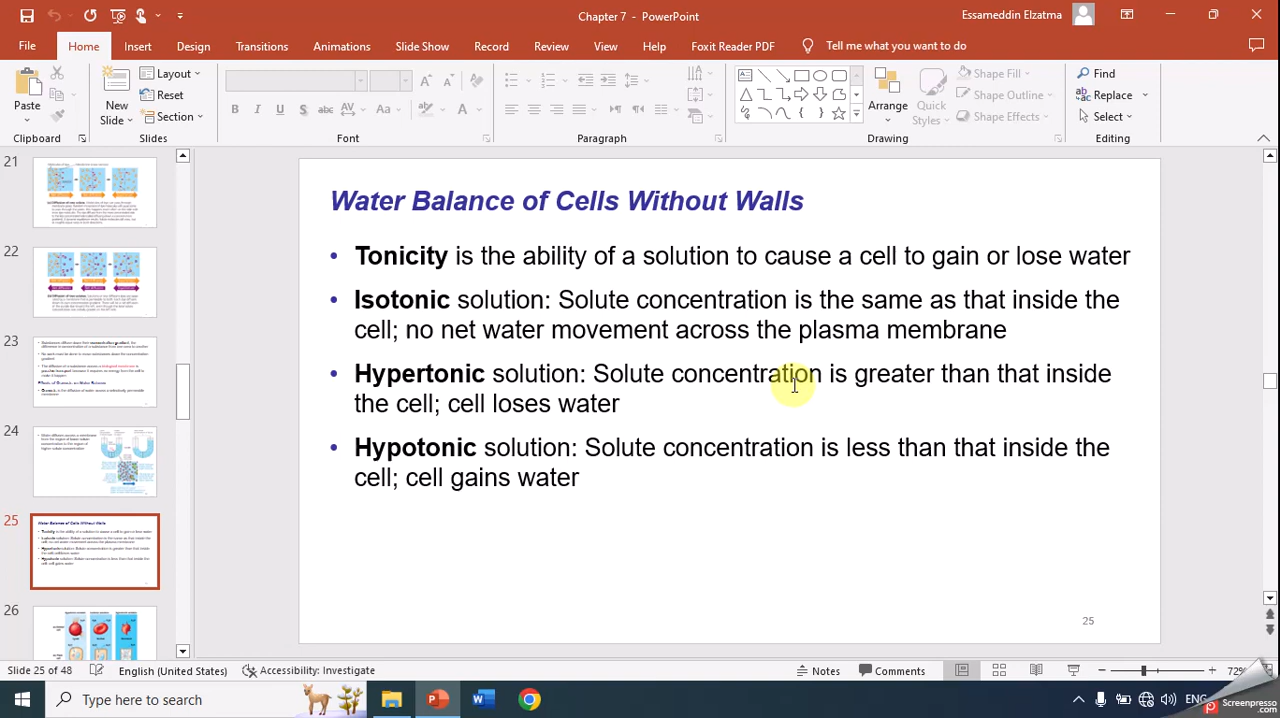 Chapter 7 - PowerPoint
Essameddin Elzatma
File Home Insert Design Transitions Animations Slide Show Record Review View Help Foxit Reader PDF Tell me what you want to do
Paste
Clipboard
New Slide
Layout
Reset
Section
Slides
B I U S abc AV Aa A
Font
Paragraph
Arrange
Quick Styles
Shape Fill
Shape Outline
Shape Effects
Drawing
Find
Replace
Select
Editing
21
22
23
24
25
26
Water Balance of Cells Without Walls
• Tonicity is the ability of a solution to cause a cell to gain or lose water
• Isotonic solution: Solute concentration is the same as that inside the
cell; no net water movement across the plasma membrane
• Hypertonic solution: Solute concentration is greater than that inside
the cell; cell loses water
• Hypotonic solution: Solute concentration is less than that inside the
cell; cell gains water
25
Slide 25 of 48 English (United States) Accessibility: Investigate Notes Comments 72%
Type here to search
ENG
Screenpresso
.com